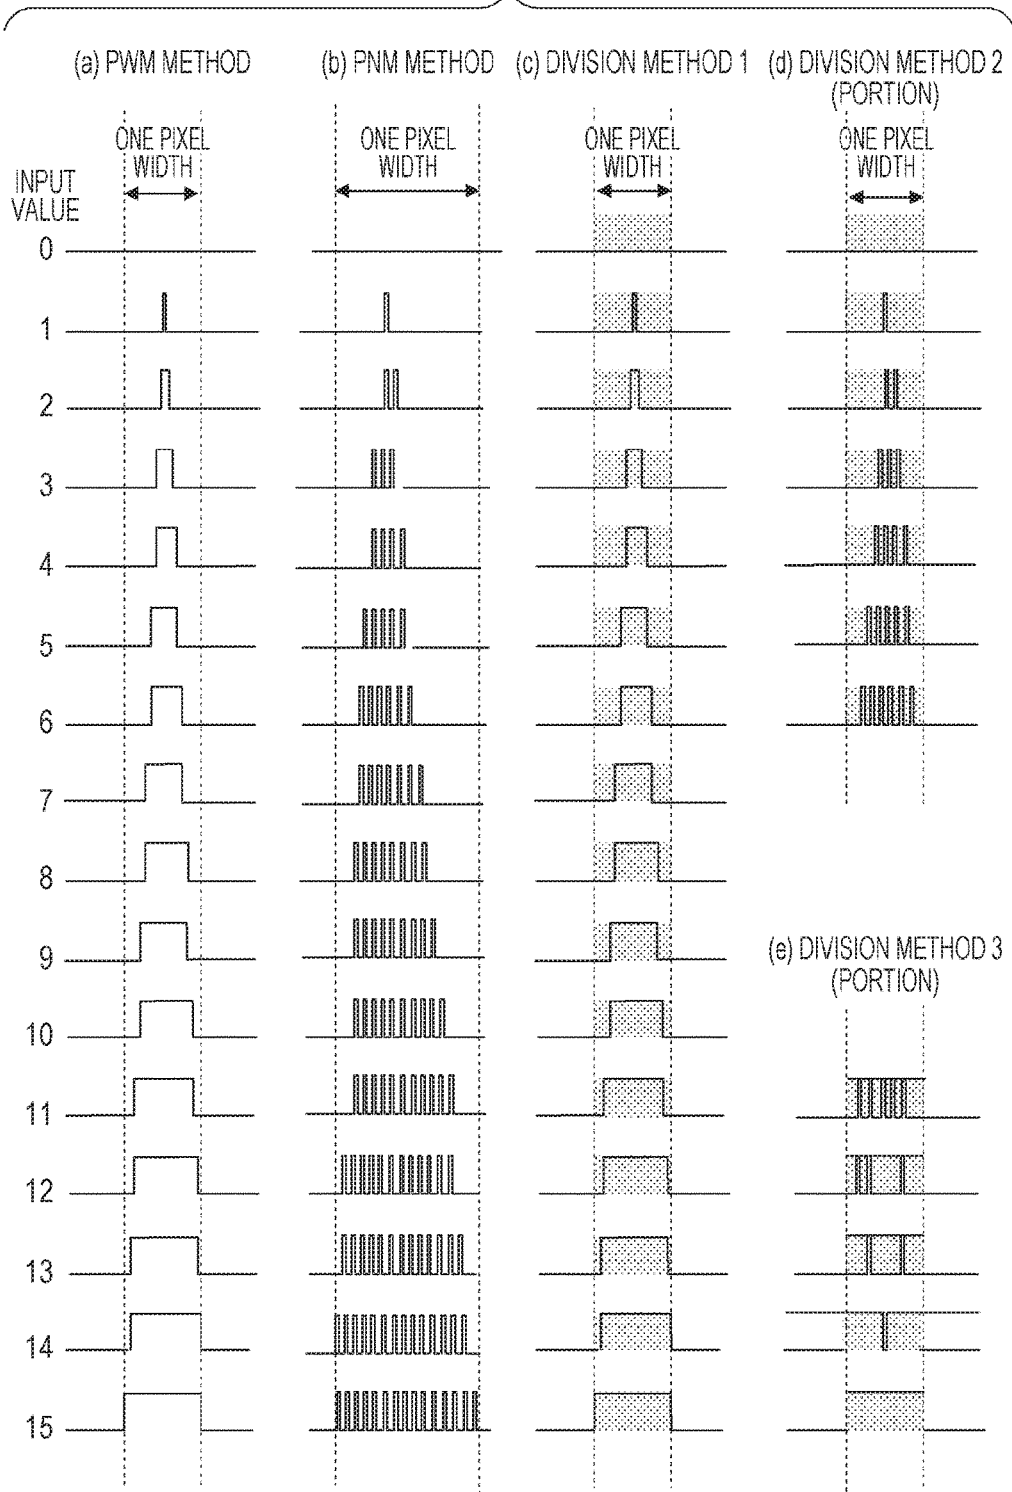 (a) PWM METHOD
(b) PNM METHOD
(c) DIVISION METHOD 1
(d) DIVISION METHOD 2
(PORTION)
ONE PIXEL
WIDTH
ONE PIXEL
WIDTH
ONE PIXEL
WIDTH
ONE PIXEL
WIDTH
INPUT
VALUE
0
1
2
3
4
5
6
7
8
9
(e) DIVISION METHOD 3
(PORTION)
10
11
12
13
14
15